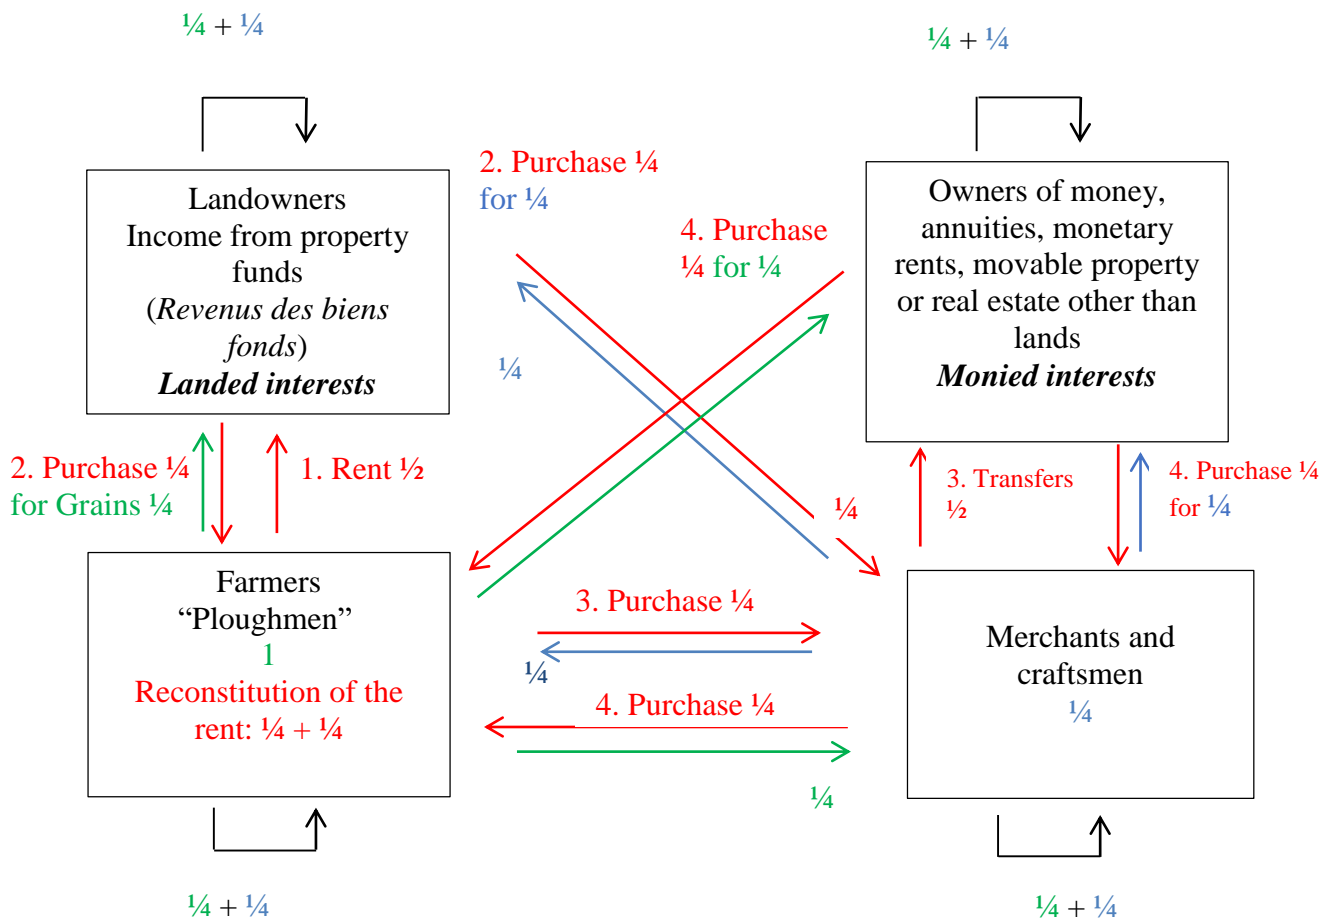 ¼ + ¼
¼ + ¼
2. Purchase ¼
for ¼
4. Purchase
¼ for ¼
Landowners
Income from property
funds
(Revenus des biens
fonds)
Landed interests
Owners of money,
annuities, monetary
rents, movable property
or real estate other than
lands
Monied interests
¼
2. Purchase ¼
for Grains ¼
1. Rent ½
3. Transfers
½
4. Purchase ¼
for ¼
¼
Farmers
“Ploughmen”
1
Reconstitution of the
rent: ¼ + ¼
3. Purchase ¼
¼
4. Purchase ¼
¼
Merchants and
craftsmen
¼
¼ + ¼
¼ + ¼